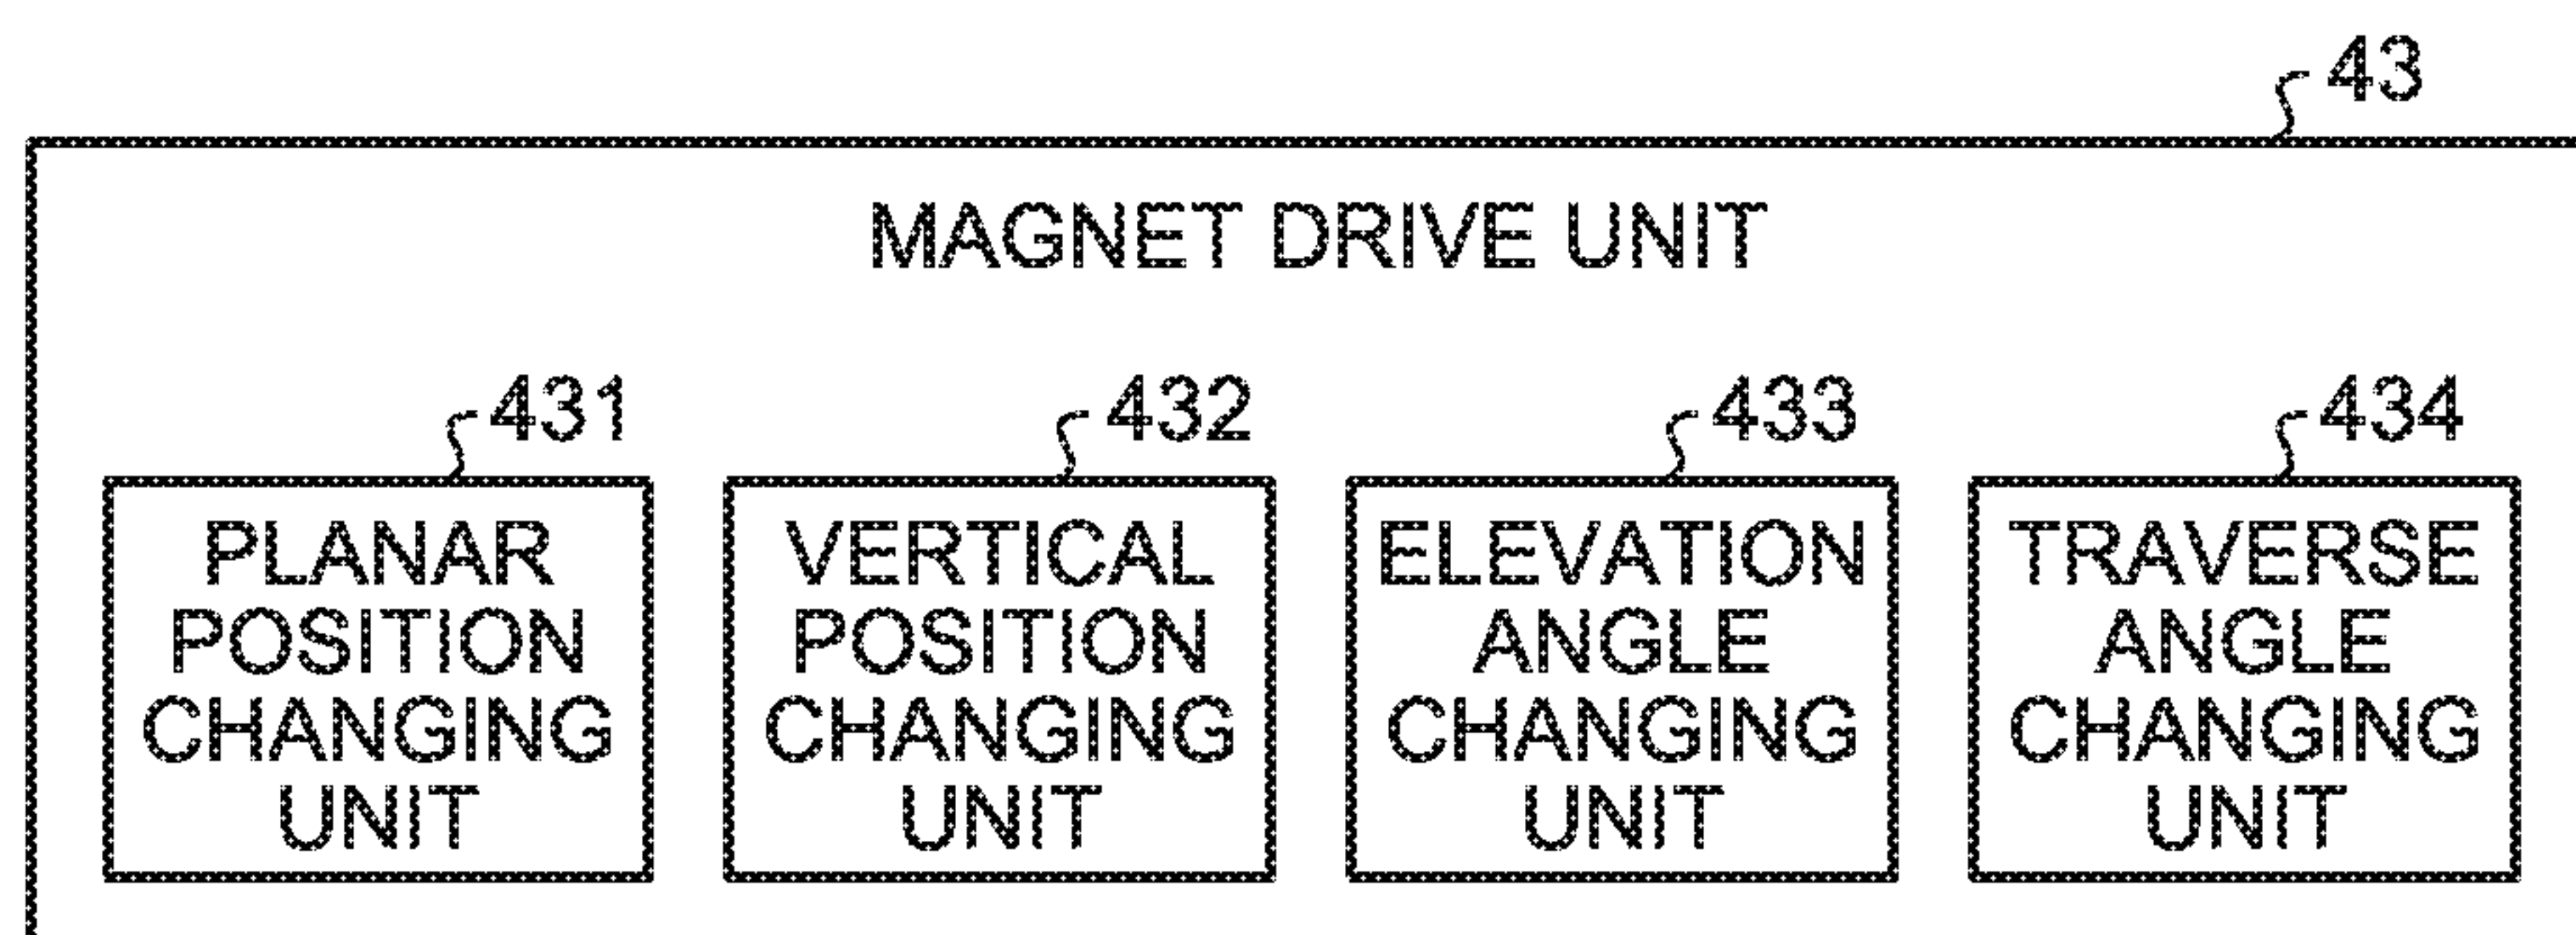 43
MAGNET DRIVE UNIT
431
PLANAR
POSITION
CHANGING
UNIT
432
VERTICAL
POSITION
CHANGING
UNIT
433
ELEVATION
ANGLE
CHANGING
UNIT
434
TRAVERSE
ANGLE
CHANGING
UNIT